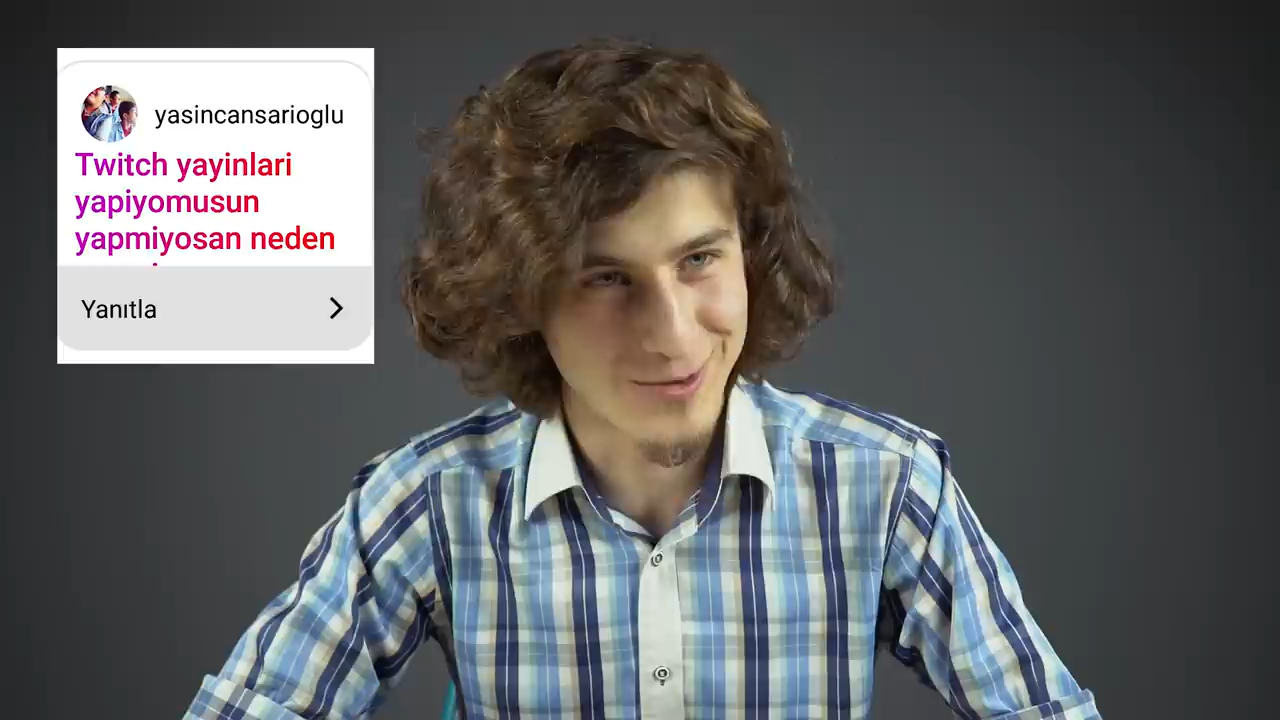 yasincansarioglu
Twitch yayinlari
yapiyomusun
yapmiyosan neden
Yanıtla